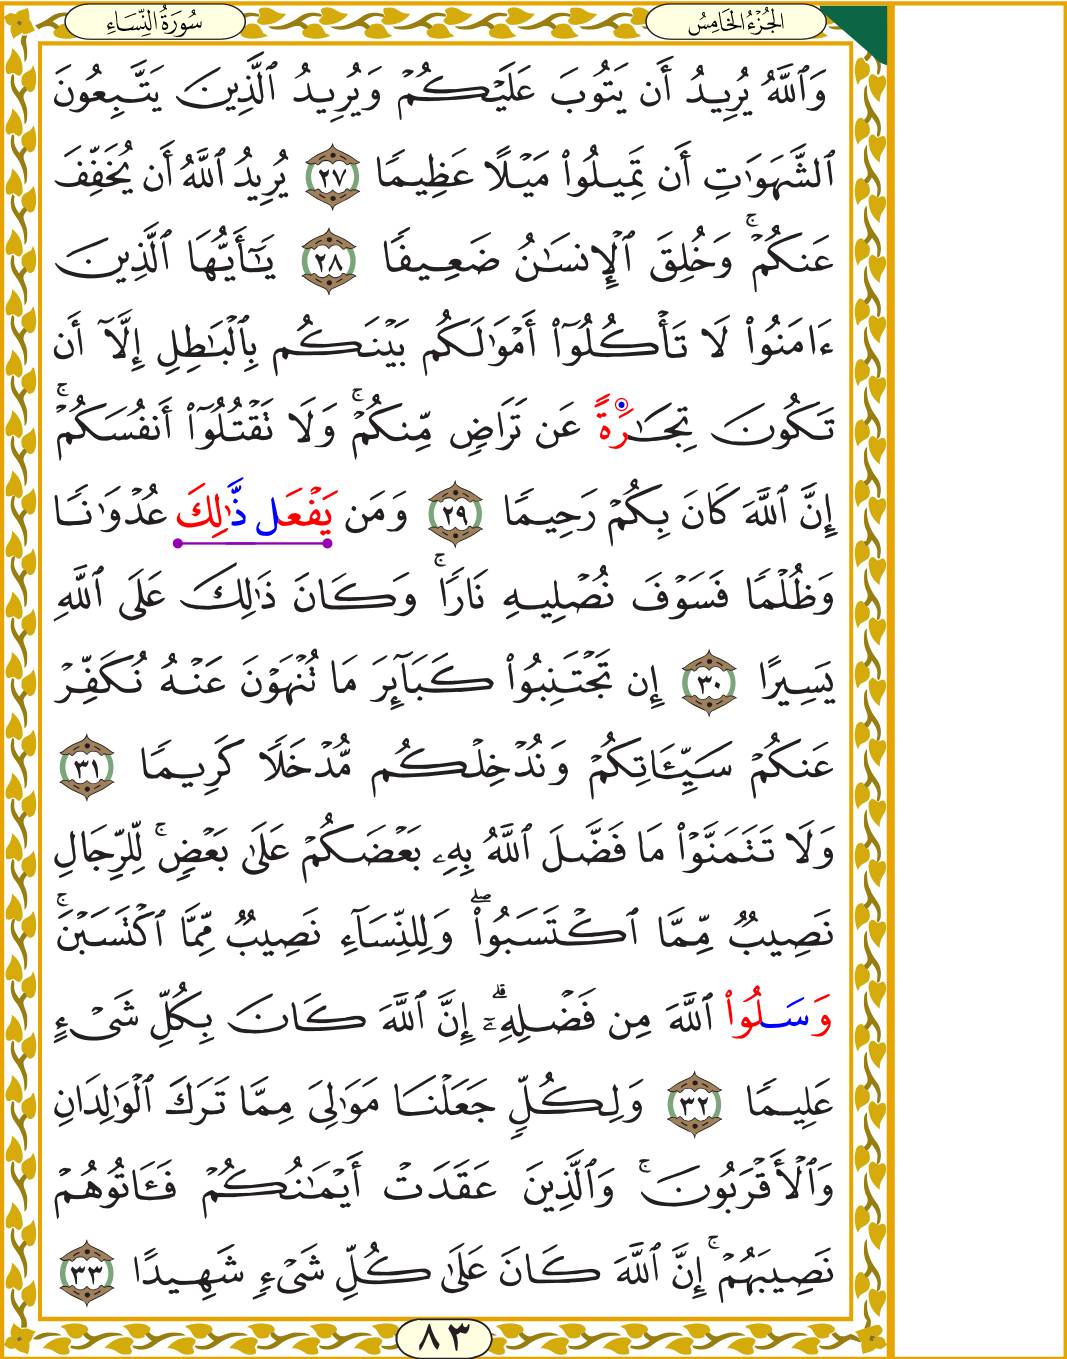 الجُزْءُ الخَامِسُ
سُورَةُ النِّسَاءِ
وَٱللَّهُ يُرِيدُ أَن يَتُوبَ عَلَيۡكُمۡ وَيُرِيدُ ٱلَّذِينَ يَتَّبِعُونَ
ٱلشَّهَوَٰتِ أَن تَمِيلُواْ مَيۡلًا عَظِيمٗا ٢٧ يُرِيدُ ٱللَّهُ أَن يُخَفِّفَ
عَنكُمۡۚ وَخُلِقَ ٱلۡإِنسَٰنُ ضَعِيفٗا ٢٨ يَٰٓأَيُّهَا ٱلَّذِينَ
ءَامَنُواْ لَا تَأۡكُلُوٓاْ أَمۡوَٰلَكُم بَيۡنَكُم بِٱلۡبَٰطِلِ إِلَّآ أَن
تَكُونَ تِجَٰرَةٌ عَن تَرَاضٖ مِّنكُمۡۚ وَلَا تَقۡتُلُوٓاْ أَنفُسَكُمۡۚ
إِنَّ ٱللَّهَ كَانَ بِكُمۡ رَحِيمٗا ٢٩ وَمَن يَفۡعَل ذَّٰلِكَ عُدۡوَٰنٗا
وَظُلۡمٗا فَسَوۡفَ نُصۡلِيهِ نَارٗاۚ وَكَانَ ذَٰلِكَ عَلَى ٱللَّهِ
يَسِيرًا ٣٠ إِن تَجۡتَنِبُواْ كَبَآئِرَ مَا تُنۡهَوۡنَ عَنۡهُ نُكَفِّرۡ
عَنكُمۡ سَيِّـَٔاتِكُمۡ وَنُدۡخِلۡكُم مُّدۡخَلٗا كَرِيمٗا ٣١
وَلَا تَتَمَنَّوۡاْ مَا فَضَّلَ ٱللَّهُ بِهِۦ بَعۡضَكُمۡ عَلَىٰ بَعۡضٖۚ لِّلرِّجَالِ
نَصِيبٞ مِّمَّا ٱكۡتَسَبُواْۖ وَلِلنِّسَآءِ نَصِيبٞ مِّمَّا ٱكۡتَسَبۡنَۚ
وَسَلُواْ ٱللَّهَ مِن فَضۡلِهِۦٓۗ إِنَّ ٱللَّهَ كَانَ بِكُلِّ شَيۡءٍ
عَلِيمٗا ٣٢ وَلِكُلّٖ جَعَلۡنَا مَوَٰلِيَ مِمَّا تَرَكَ ٱلۡوَٰلِدَانِ
وَٱلۡأَقۡرَبُونَۚ وَٱلَّذِينَ عَقَدَتۡ أَيۡمَٰنُكُمۡ فَـَٔاتُوهُمۡ
نَصِيبَهُمۡۚ إِنَّ ٱللَّهَ كَانَ عَلَىٰ كُلِّ شَيۡءٖ شَهِيدًا ٣٣
٨٣